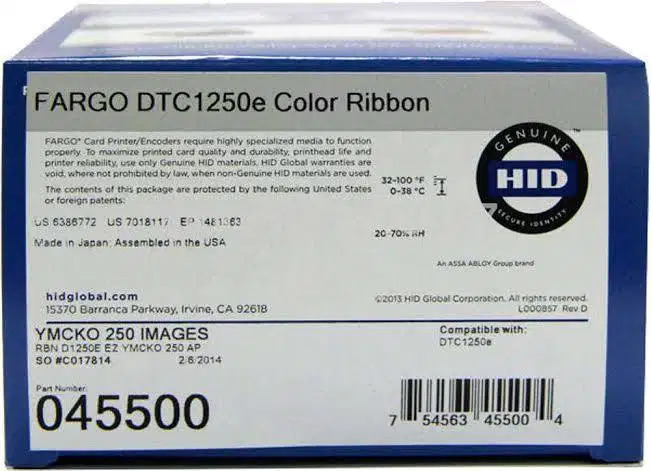 FARGO DTC1250e Color Ribbon
FARGO® Card Printer/Encoders require highly specialized media to function
properly. To maximize printed card quality and durability, printhead life and
printer reliability, use only Genuine HID materials. HID Global warranties are
void, where not prohibited by law, when non-Genuine HID materials are used.
The contents of this package are protected by the following United States
or foreign patents:
US 6386772 US 7018117 EP 1481363
Made in Japan; Assembled in the USA
32-100 °F
0-38 °C
20-70% RH
GENUINE
HID
SECURE IDENTITY
™
An ASSA ABLOY Group brand
hidglobal.com
15370 Barranca Parkway, Irvine, CA 92618
©2013 HID Global Corporation. All rights reserved.
L000857 Rev D
YMCKO 250 IMAGES
RBN D1250E EZ YMCKO 250 AP
SO #C017814 2/6/2014
Compatible with:
DTC1250e
Part Number:
045500
7 54563 45500 4